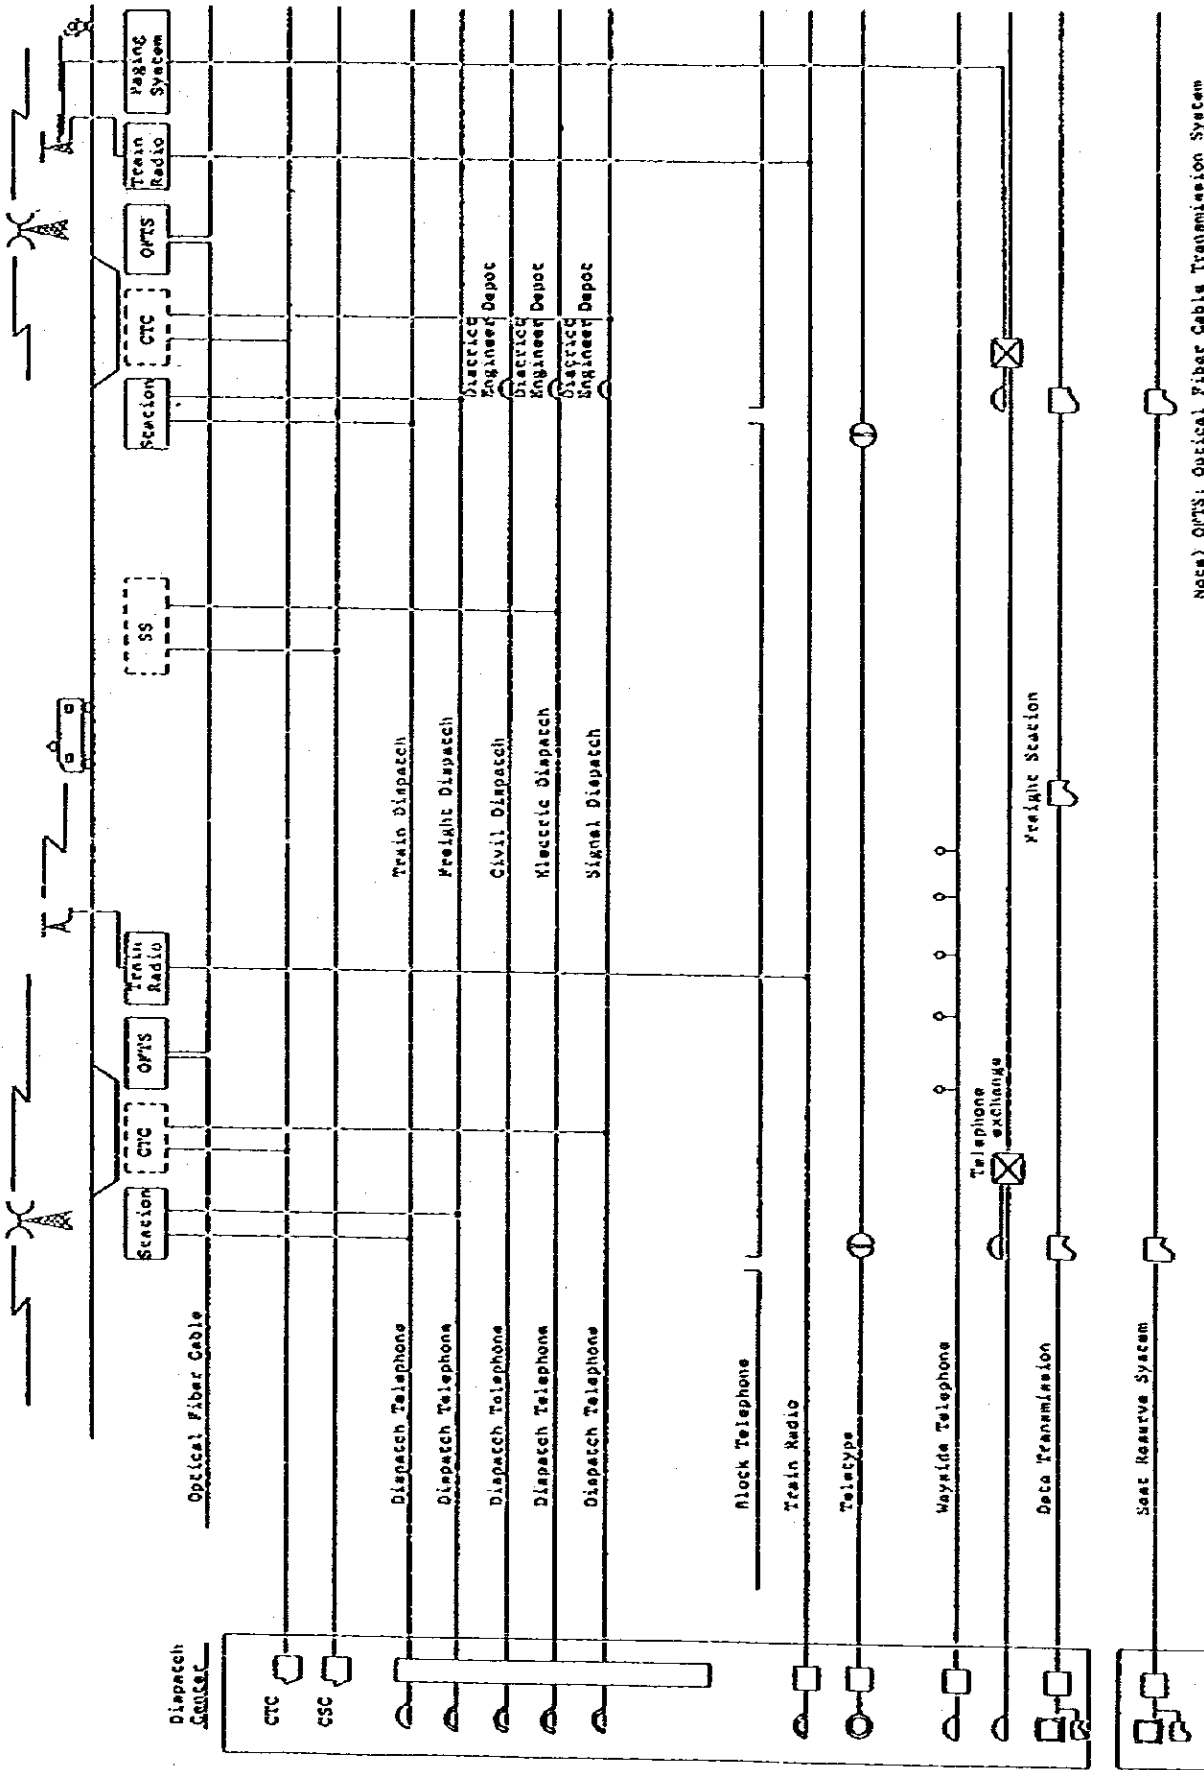 Station
CTC
OPTS
Train
Radio
SS
Station
CTC
OPTS
Train
Radio
Paging
System
Optical Fiber Cable
Dispatch
Center
CTC
CSC
Dispatch Telephone
Train Dispatch
Dispatch Telephone
Freight Dispatch
District
Engineer Depot
Dispatch Telephone
Civil Dispatch
District
Engineer Depot
Dispatch Telephone
Electric Dispatch
District
Engineer Depot
Dispatch Telephone
Signal Dispatch
Block Telephone
Train Radio
Teletype
Wayside Telephone
Telephone
exchange
Data Transmission
Freight Station
Seat Reserve System
Note) OPTS: Optical Fiber Cable Transmission System